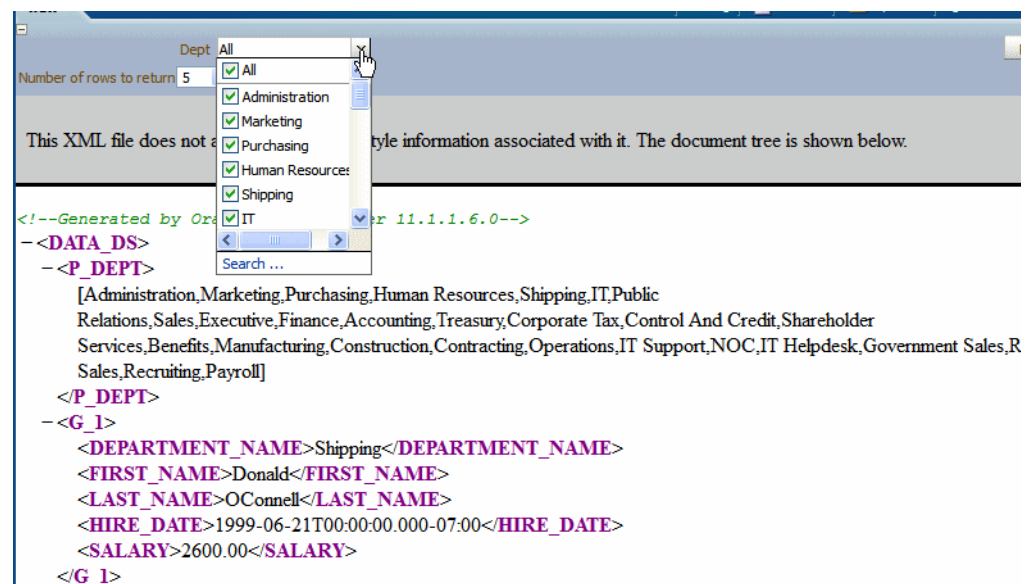 Dept All
Number of rows to return 5
All
Administration
Marketing
Purchasing
Human Resources
Shipping
IT
Search ...
This XML file does not a tyle information associated with it. The document tree is shown below.
<!--Generated by Ora r 11.1.1.6.0-->
−<DATA_DS>
−<P_DEPT>
[Administration,Marketing,Purchasing,Human Resources,Shipping,IT,Public
Relations,Sales,Executive,Finance,Accounting,Treasury,Corporate Tax,Control And Credit,Shareholder
Services,Benefits,Manufacturing,Construction,Contracting,Operations,IT Support,NOC,IT Helpdesk,Government Sales,R
Sales,Recruiting,Payroll]
</P_DEPT>
−<G_1>
<DEPARTMENT_NAME>Shipping</DEPARTMENT_NAME>
<FIRST_NAME>Donald</FIRST_NAME>
<LAST_NAME>OConnell</LAST_NAME>
<HIRE_DATE>1999-06-21T00:00:00.000-07:00</HIRE_DATE>
<SALARY>2600.00</SALARY>
</G_1>